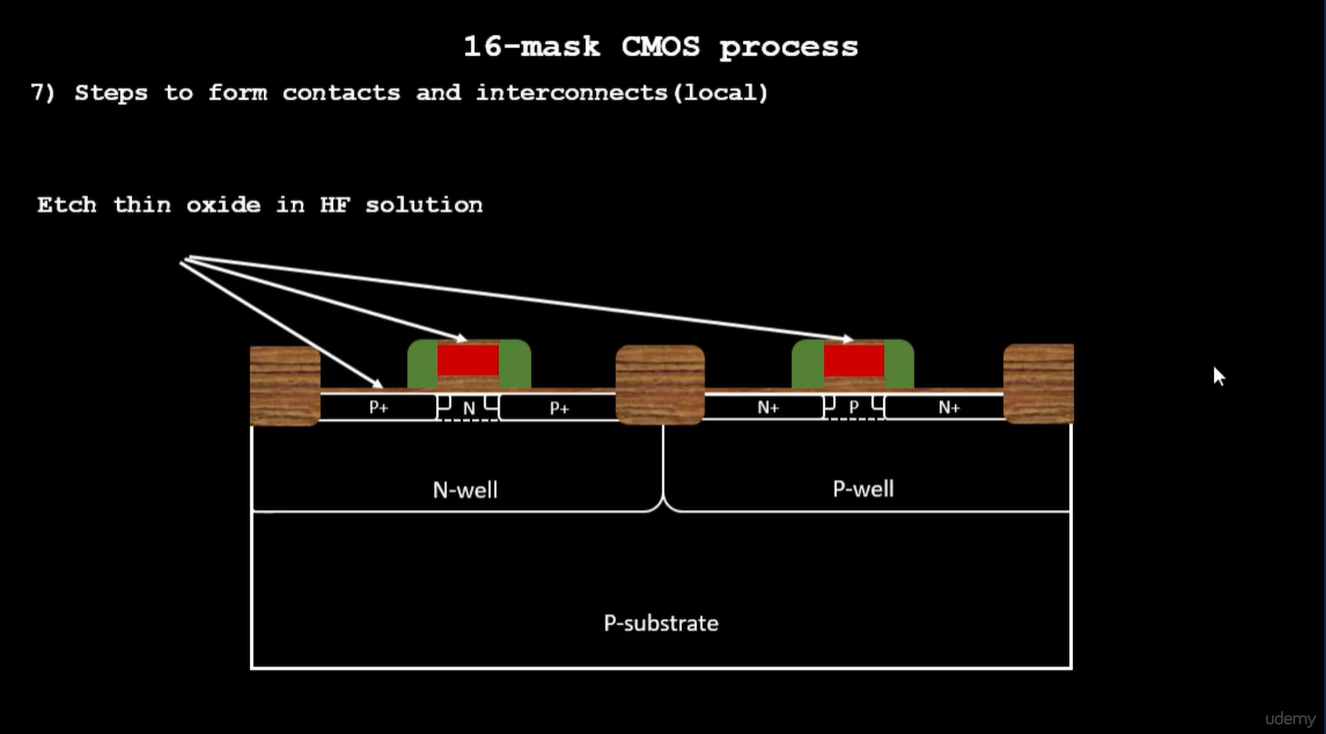 16-mask CMOS process
7) Steps to form contacts and interconnects(local)
Etch thin oxide in HF solution
P+ N P+ N+ P N+
N-well P-well
P-substrate
udemy